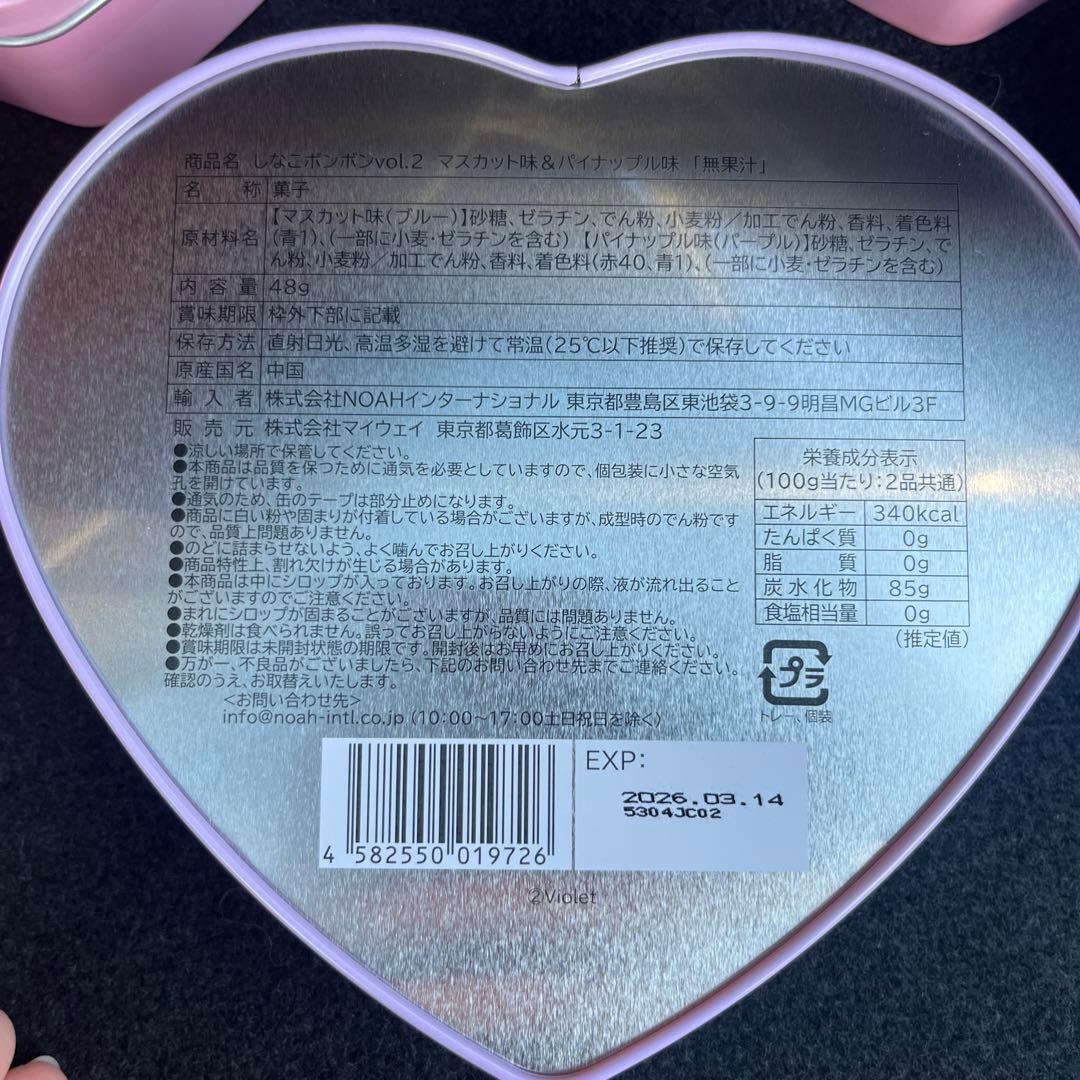 商品名 しなこボンボンvol.2 マスカット味＆パイナップル味 「無果汁」
名称 菓子
原材料名 【マスカット味(ブルー)】砂糖、ゼラチン、でん粉、小麦粉／加工でん粉、香料、着色料
(青1)、(一部に小麦・ゼラチンを含む) 【パイナップル味(パープル)】砂糖、ゼラチン、で
ん粉、小麦粉／加工でん粉、香料、着色料(赤40、青1)、(一部に小麦・ゼラチンを含む)
内容量 48g
賞味期限 枠外下部に記載
保存方法 直射日光、高温多湿を避けて常温(25℃以下推奨)で保存してください
原産国名 中国
輸入者 株式会社NOAHインターナショナル 東京都豊島区東池袋3-9-9明昌MGビル3F
販売元 株式会社マイウェイ 東京都葛飾区水元3-1-23
●涼しい場所で保管してください。
●本商品は品質を保つために通気を必要としていますので、個包装に小さな空気
孔を開けています。
●通気のため、缶のテープは部分止めになります。
●商品に白い粉や固まりが付着している場合がございますが、成型時のでん粉です
ので、品質上問題ありません。
●のどに詰まらせないよう、よく噛んでお召し上がりください。
●商品特性上、割れ欠けが生じる場合があります。
●本商品は中にシロップが入っております。お召し上がりの際、液が流れ出ること
がございますのでご注意ください。
●まれにシロップが固まることがございますが、品質には問題ありません。
●乾燥剤は食べられません。誤ってお召し上がらないようにご注意ください。
●賞味期限は未開封状態の期限です。開封後はお早めにお召し上がりください。
●万が一、不良品がございましたら、下記のお問い合わせ先までご連絡ください。
確認のうえ、お取替えいたします。
<お問い合わせ先>
info@noah-intl.co.jp (10:00～17:00土日祝日を除く)
栄養成分表示
(100g当たり:2品共通)
エネルギー 340kcal
たんぱく質 0g
脂質 0g
炭水化物 85g
食塩相当量 0g
(推定値)
プラ
トレー、個装
EXP:
2026.03.14
5304JC02
4 582550 019726
②Violet